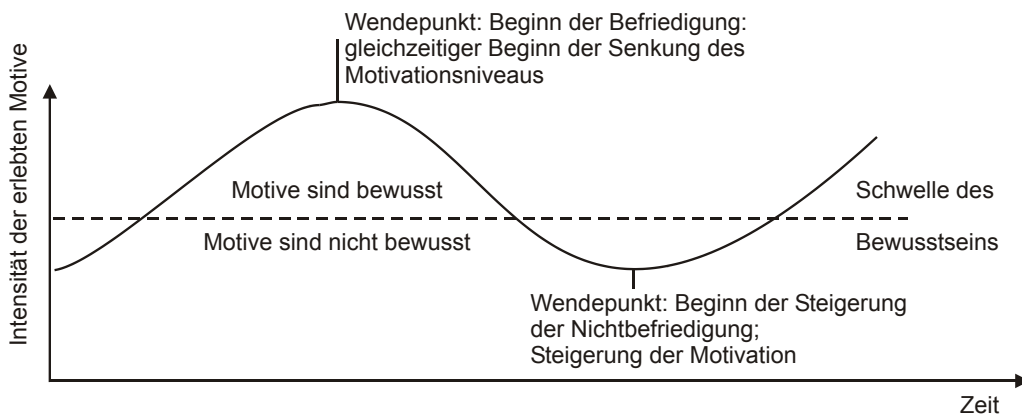 Wendepunkt: Beginn der Befriedigung:
gleichzeitiger Beginn der Senkung des
Motivationsniveaus
Intensität der erlebten Motive
Motive sind bewusst
Schwelle des
Motive sind nicht bewusst
Bewusstseins
Wendepunkt: Beginn der Steigerung
der Nichtbefriedigung;
Steigerung der Motivation
Zeit